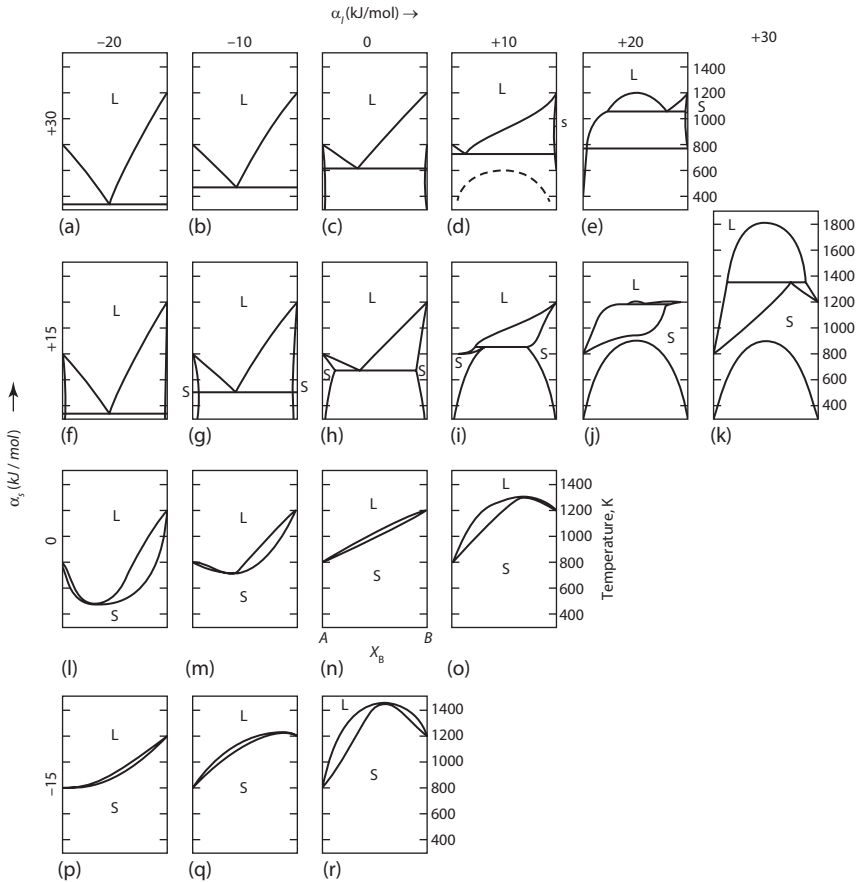 α_l (kJ/mol) →
−20 −10 0 +10 +20 +30
+30
L L L L L
s S
1400
1200
1000
800
600
400
(a) (b) (c) (d) (e)
+15
L L L L L L
S S S S S S S S
1800
1600
1400
1200
1000
800
600
400
(f) (g) (h) (i) (j) (k)
α_s (kJ / mol) →
0
L L L L
S S S S
1400
1200
1000
800
600
400
Temperature, K
A B
X_B
(l) (m) (n) (o)
−15
L L L
S S S
1400
1200
1000
800
600
400
(p) (q) (r)